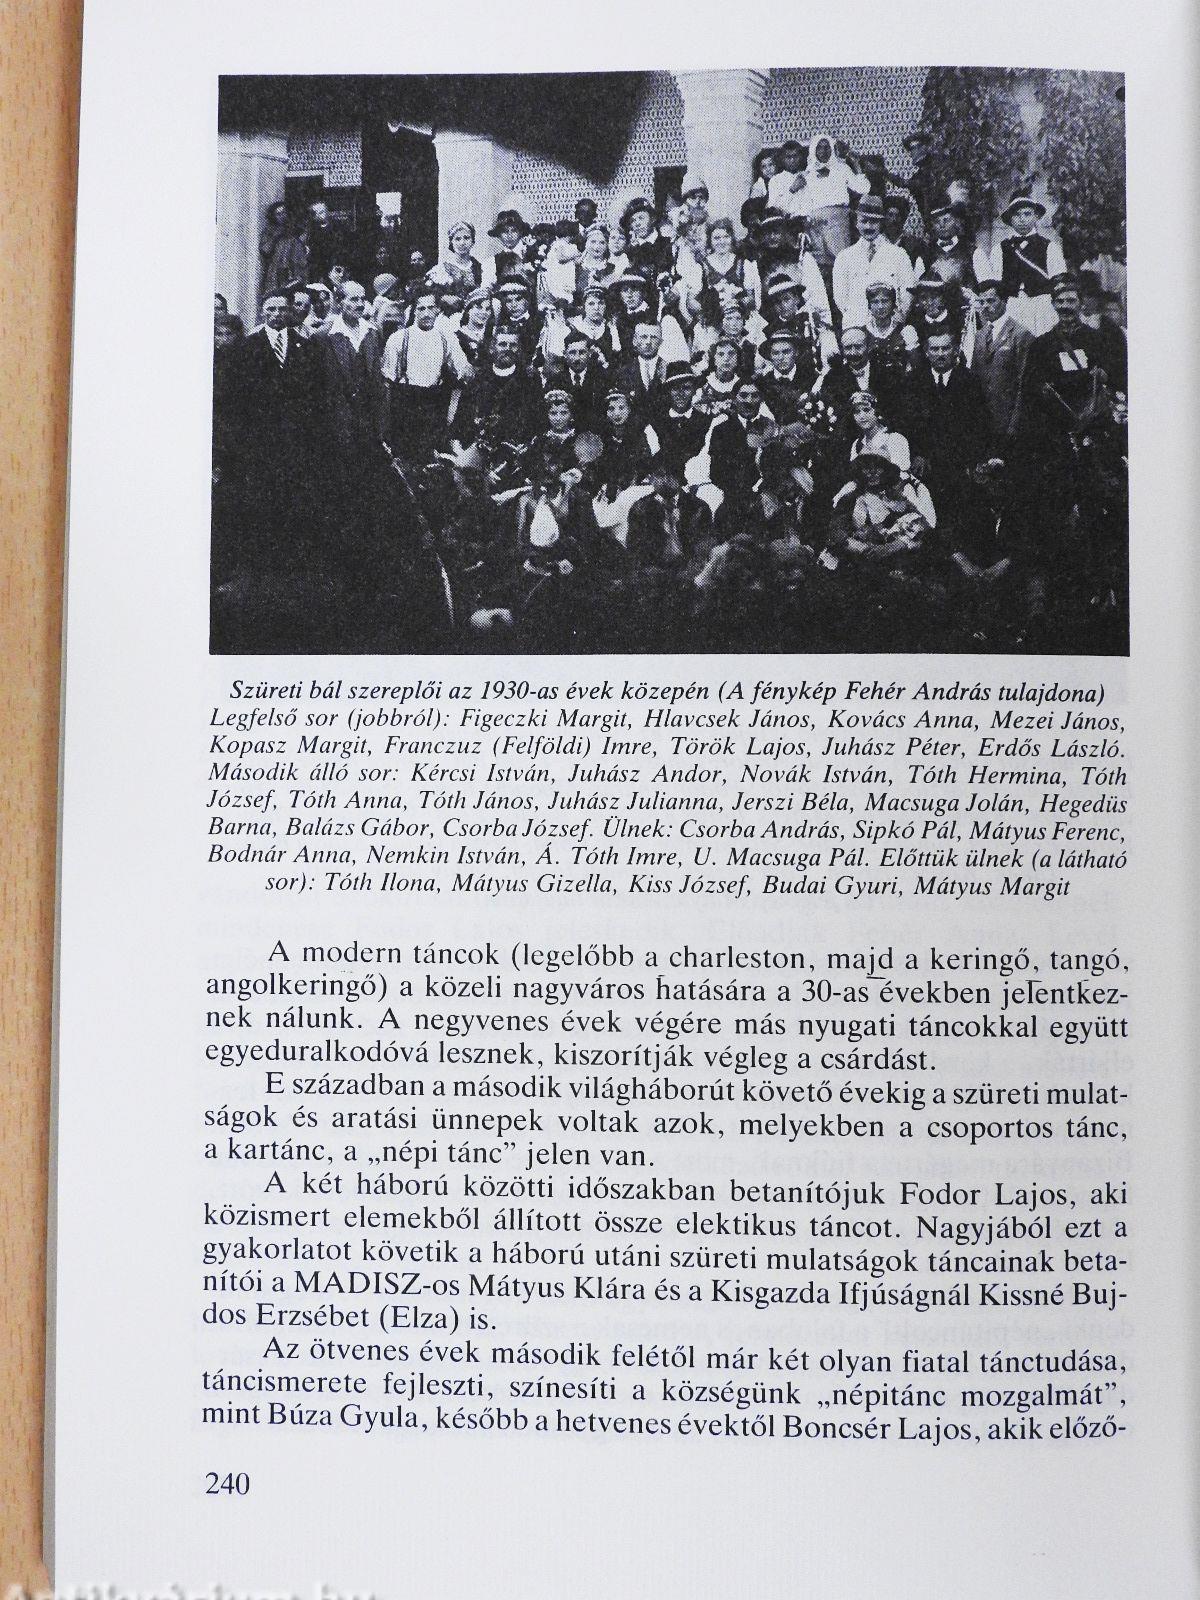 Szüreti bál szereplői az 1930-as évek közepén (A fénykép Fehér András tulajdona)
Legfelső sor (jobbról): Figeczki Margit, Hlavcsek János, Kovács Anna, Mezei János,
Kopasz Margit, Franczuz (Felföldi) Imre, Török Lajos, Juhász Péter, Erdős László.
Második álló sor: Kércsi István, Juhász Andor, Novák István, Tóth Hermina, Tóth
József, Tóth Anna, Tóth János, Juhász Julianna, Jerszi Béla, Macsuga Jolán, Hegedüs
Barna, Balázs Gábor, Csorba József. Ülnek: Csorba András, Sipkó Pál, Mátyus Ferenc,
Bodnár Anna, Nemkin István, Á. Tóth Imre, U. Macsuga Pál. Előttük ülnek (a látható
sor): Tóth Ilona, Mátyus Gizella, Kiss József, Budai Gyuri, Mátyus Margit
A modern táncok (legelőbb a charleston, majd a keringő, tangó,
angolkeringő) a közeli nagyváros hatására a 30-as években jelentkez-
nek nálunk. A negyvenes évek végére más nyugati táncokkal együtt
egyeduralkodóvá lesznek, kiszorítják végleg a csárdást.
E században a második világháborút követő évekig a szüreti mulat-
ságok és aratási ünnepek voltak azok, melyekben a csoportos tánc,
a kartánc, a „népi tánc” jelen van.
A két háború közötti időszakban betanítójuk Fodor Lajos, aki
közismert elemekből állított össze elektikus táncot. Nagyjából ezt a
gyakorlatot követik a háború utáni szüreti mulatságok táncainak beta-
nítói a MADISZ-os Mátyus Klára és a Kisgazda Ifjúságnál Kissné Buj-
dos Erzsébet (Elza) is.
Az ötvenes évek második felétől már két olyan fiatal tánctudása,
táncismerete fejleszti, színesíti a községünk „népitánc mozgalmát”,
mint Búza Gyula, később a hetvenes évektől Boncsér Lajos, akik előző-
240